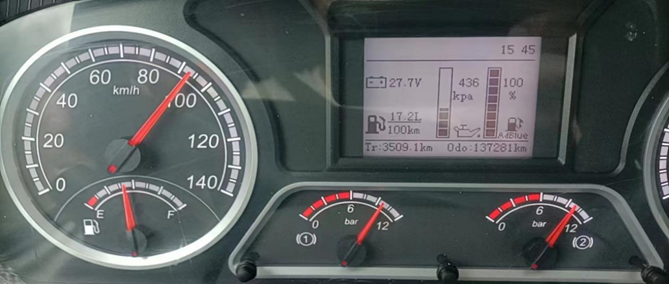 15 45
60 80
km/h
40 100
20 120
0 140
27.7V 436 100
kpa %
17.2L
100km AdBlue
Tr:3509.1km Odo:137281km
E F
0 6 12
bar
1
0 6 12
bar
2